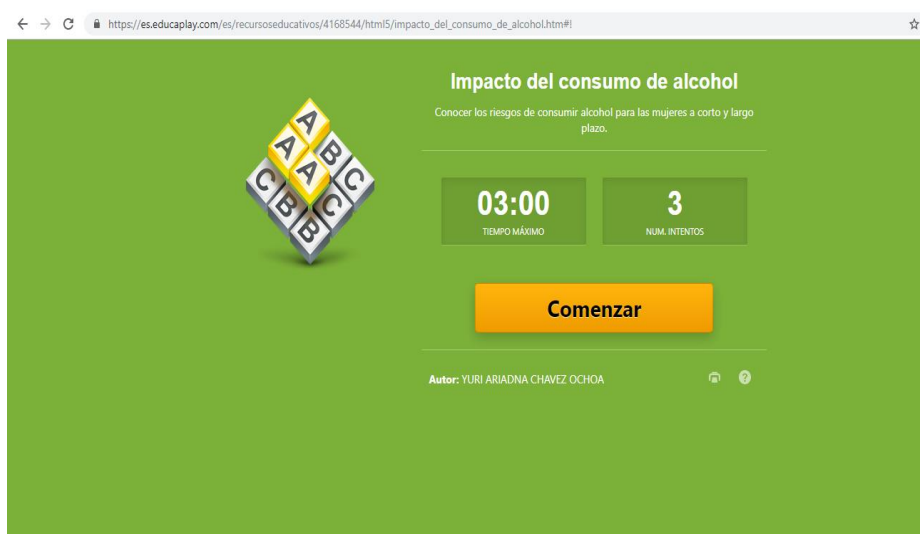 https://es.educaplay.com/es/recursoseducativos/4168544/html5/impacto_del_consumo_de_alcohol.htm#!
Impacto del consumo de alcohol
Conocer los riesgos de consumir alcohol para las mujeres a corto y largo
plazo.
03:00
TIEMPO MÁXIMO
3
NUM. INTENTOS
Comenzar
Autor: YURI ARIADNA CHAVEZ OCHOA
?
A
A
B
A
C
C
B
C
B
B